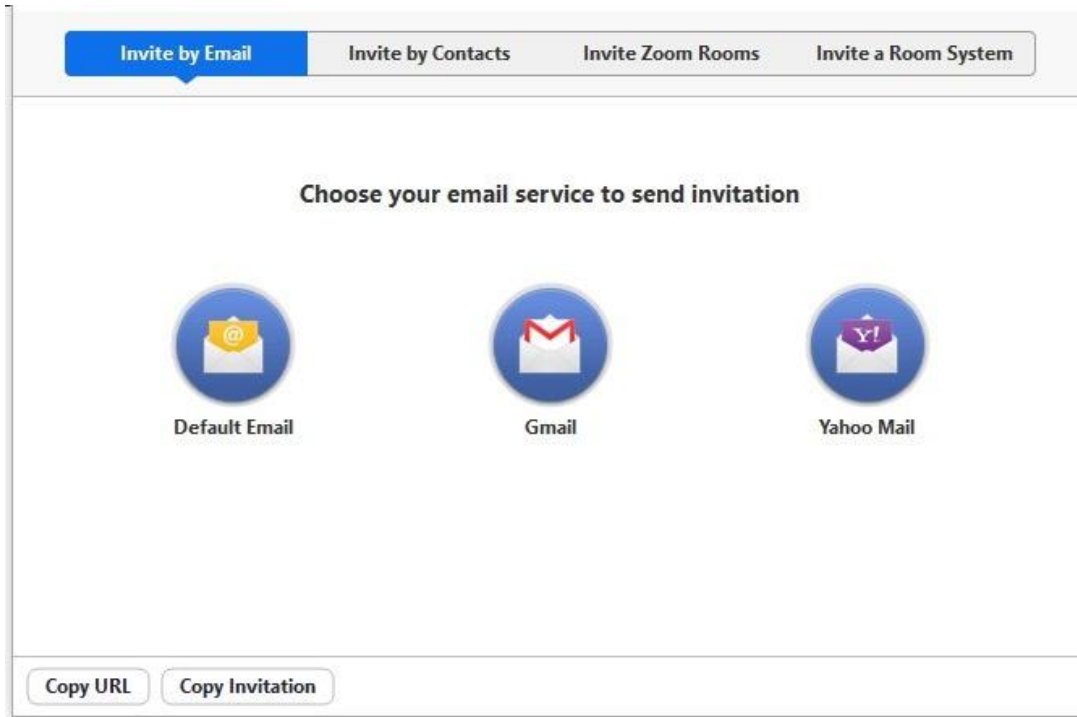 Invite by Email Invite by Contacts Invite Zoom Rooms Invite a Room System
Choose your email service to send invitation
@ Y!
Default Email Gmail Yahoo Mail
Copy URL Copy Invitation